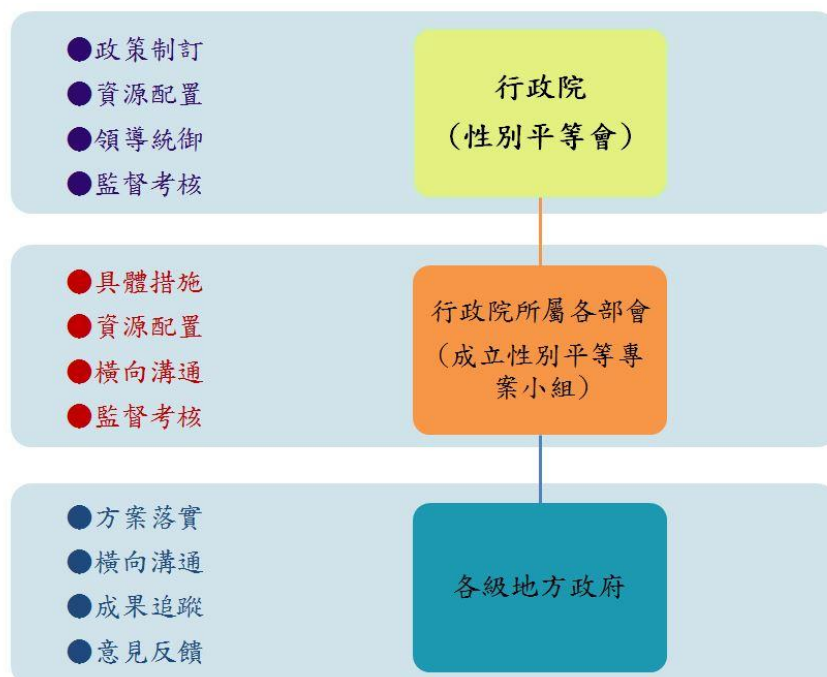 ●政策制訂
●資源配置
●領導統御
●監督考核
行政院
(性別平等會)
●具體措施
●資源配置
●橫向溝通
●監督考核
行政院所屬各部會
(成立性別平等專
案小組)
●方案落實
●橫向溝通
●成果追蹤
●意見反饋
各級地方政府